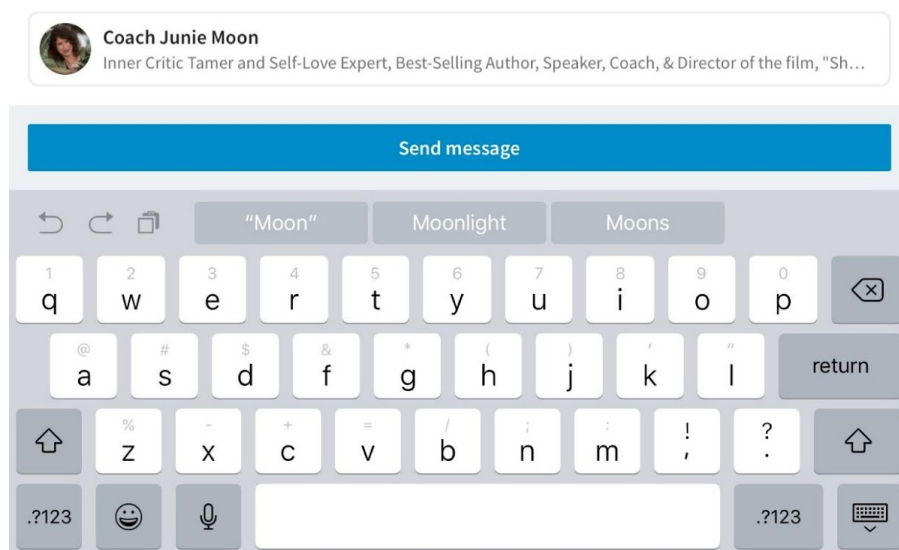 Coach Junie Moon
Inner Critic Tamer and Self-Love Expert, Best-Selling Author, Speaker, Coach, & Director of the film, "Sh...
Send message
“Moon” Moonlight Moons
1 2 3 4 5 6 7 8 9 0
q w e r t y u i o p
@ # $ & * ( ) ' "
a s d f g h j k l return
% - + = / ; : ! ?
z x c v b n m , .
.?123 .?123